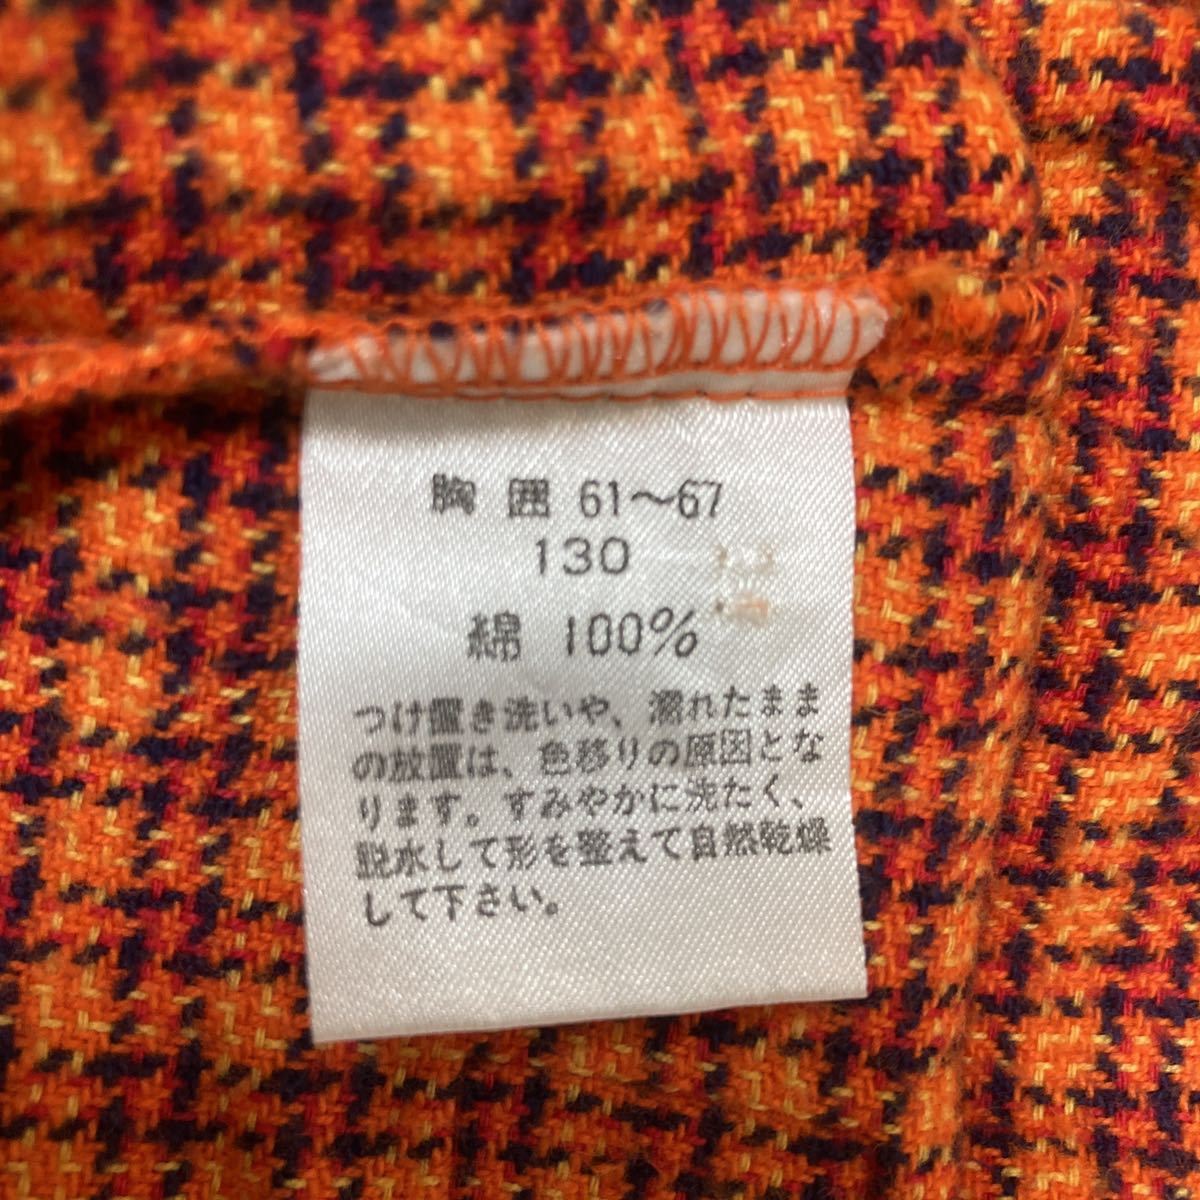 胸 囲 61～67
130
綿 100%
つけ置き洗いや、濡れたまま
の放置は、色移りの原因とな
ります。すみやかに洗たく、
脱水して形を整えて自然乾燥
して下さい。